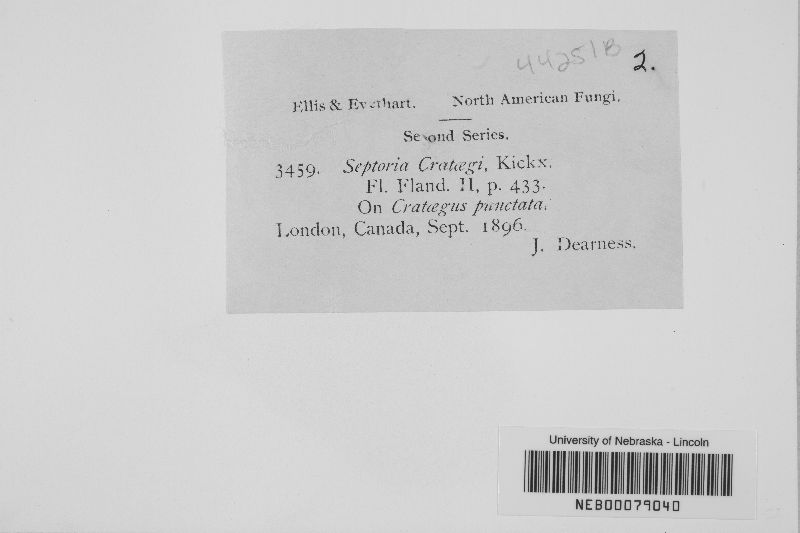 44251B 2.
Ellis & Everhart. North American Fungi.
Second Series.
3459. Septoria Cratægi, Kickx.
Fl. Fland. II, p. 433.
On Cratægus punctata.
London, Canada, Sept. 1896.
J. Dearness.
University of Nebraska - Lincoln
NEB00079040